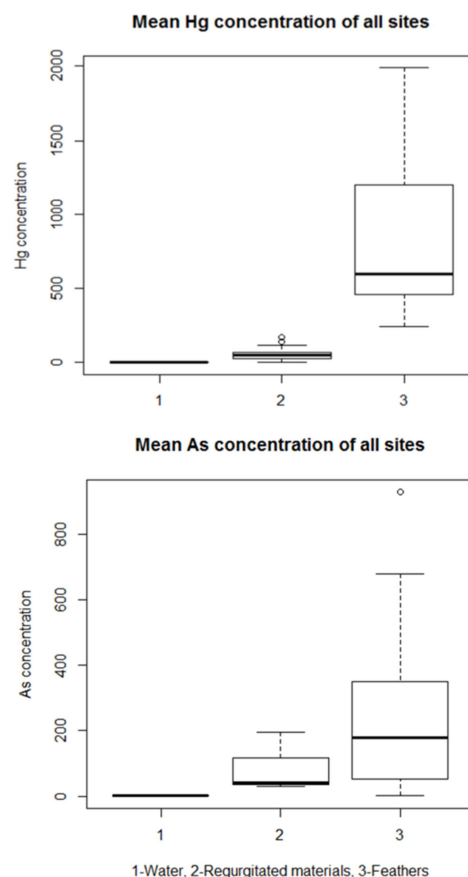 Mean Hg concentration of all sites
2000
1500
1000
500
0
Hg concentration
1 2 3
Mean As concentration of all sites
800
600
400
200
0
As concentration
1 2 3
1-Water, 2-Regurgitated materials, 3-Feathers